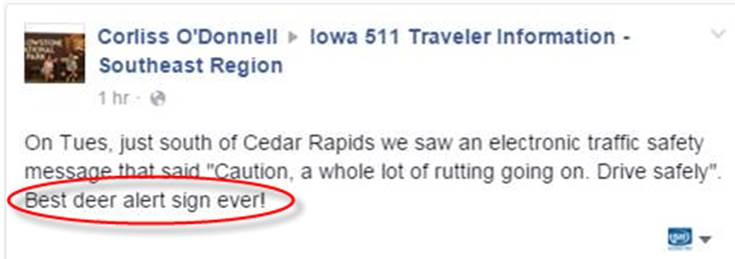 Corliss O'Donnell ▶ Iowa 511 Traveler Information -
Southeast Region
1 hr ·
On Tues, just south of Cedar Rapids we saw an electronic traffic safety
message that said "Caution, a whole lot of rutting going on. Drive safely".
Best deer alert sign ever!